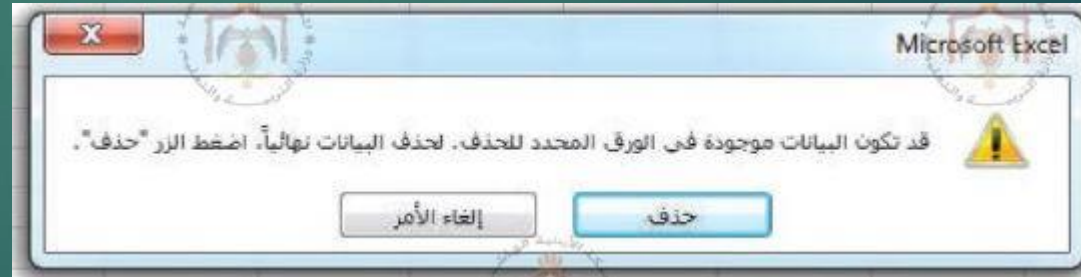 Microsoft Excel
قد تكون البيانات موجودة في الورق المحدد للحذف. لحذف البيانات نهائياً، اضغط الزر "حذف".
حذف
إلغاء الأمر